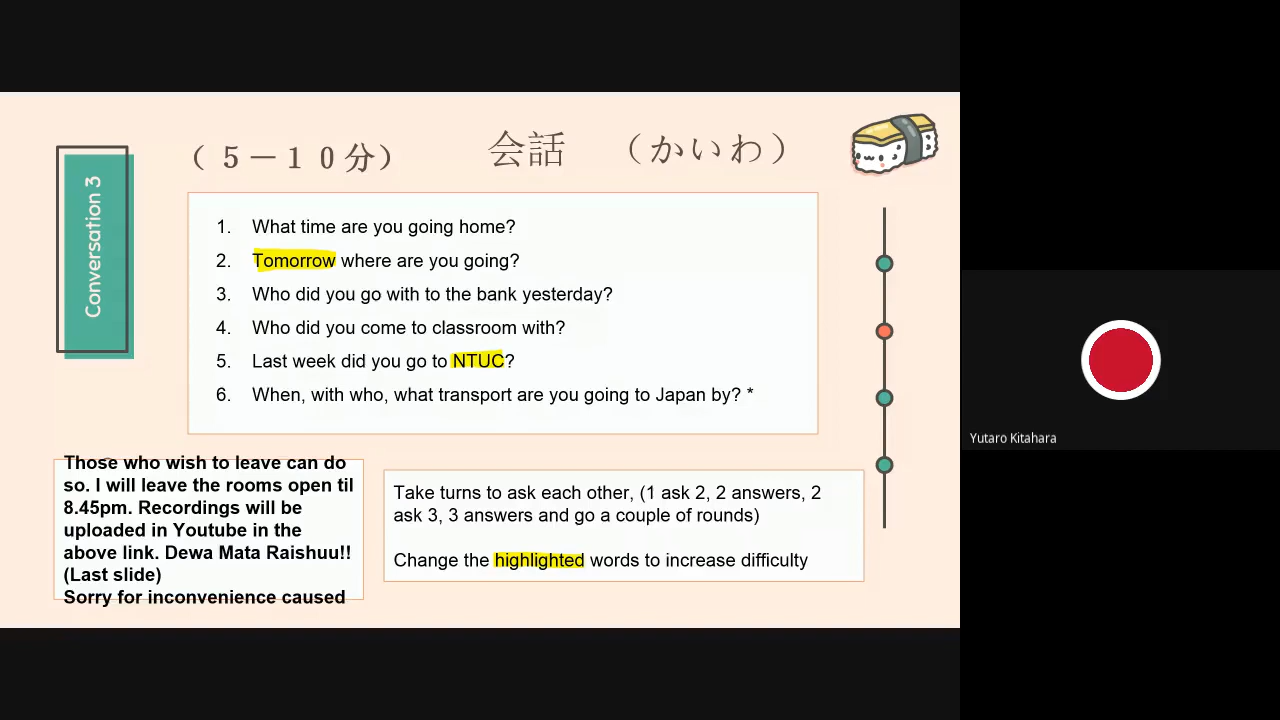 Conversation 3
（５－１０分）
会話　（かいわ）
1. What time are you going home?
2. Tomorrow where are you going?
3. Who did you go with to the bank yesterday?
4. Who did you come to classroom with?
5. Last week did you go to NTUC?
6. When, with who, what transport are you going to Japan by? *
Those who wish to leave can do
so. I will leave the rooms open til
8.45pm. Recordings will be
uploaded in Youtube in the
above link. Dewa Mata Raishuu!!
(Last slide)
Sorry for inconvenience caused
Take turns to ask each other, (1 ask 2, 2 answers, 2
ask 3, 3 answers and go a couple of rounds)
Change the highlighted words to increase difficulty
Yutaro Kitahara